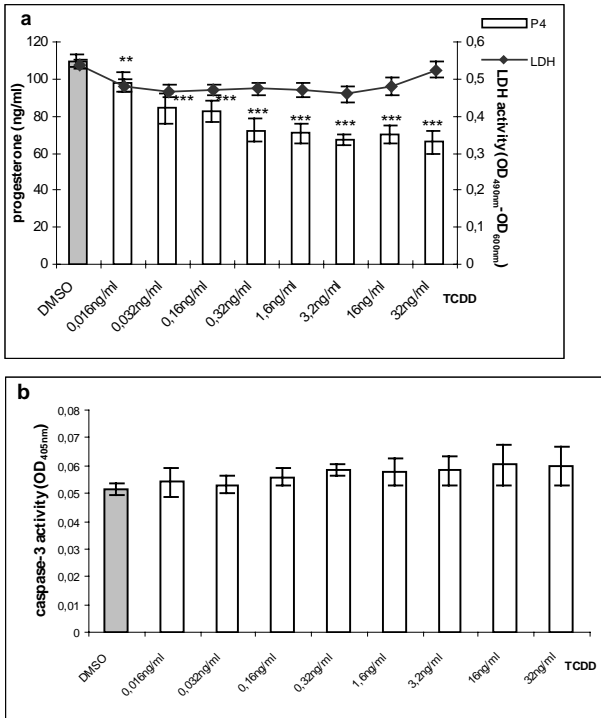 a
P4
LDH
progesterone (ng/ml)
120
100
80
60
40
20
0
** *** *** *** *** *** *** ***
0,6
0,5
0,4
0,3
0,2
0,1
0
LDH activity (OD490nm-OD600nm)
DMSO
0,016ng/ml
0,032ng/ml
0,16ng/ml
0,32ng/ml
1,6ng/ml
3,2ng/ml
16ng/ml
32ng/ml
TCDD
b
caspase-3 activity (OD405nm)
0,08
0,07
0,06
0,05
0,04
0,03
0,02
0,01
0
DMSO
0,016ng/ml
0,032ng/ml
0,16ng/ml
0,32ng/ml
1,6ng/ml
3,2ng/ml
16ng/ml
32ng/ml
TCDD